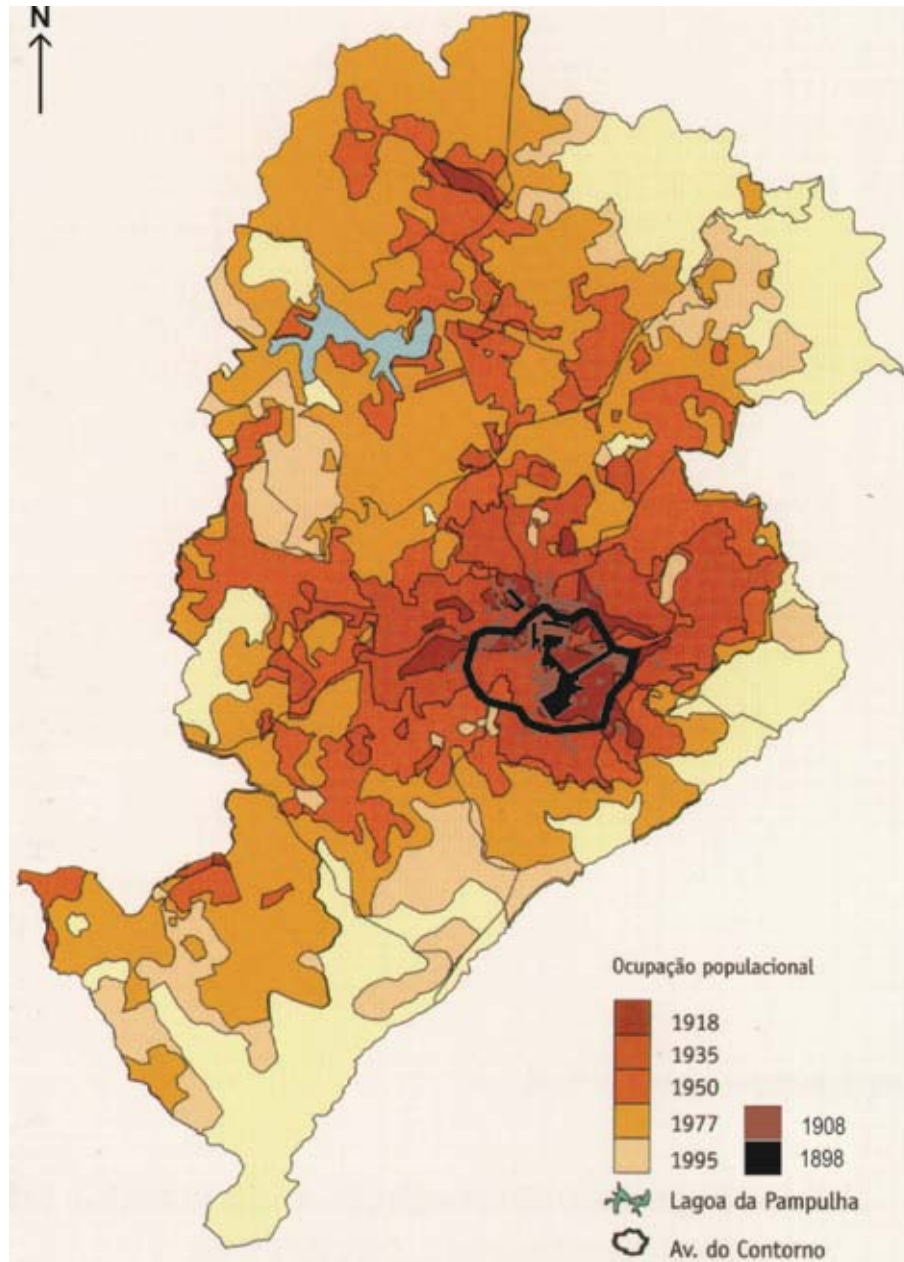 N
Ocupação populacional
1918
1935
1950
1977
1995
1908
1898
Lagoa da Pampulha
Av. do Contorno